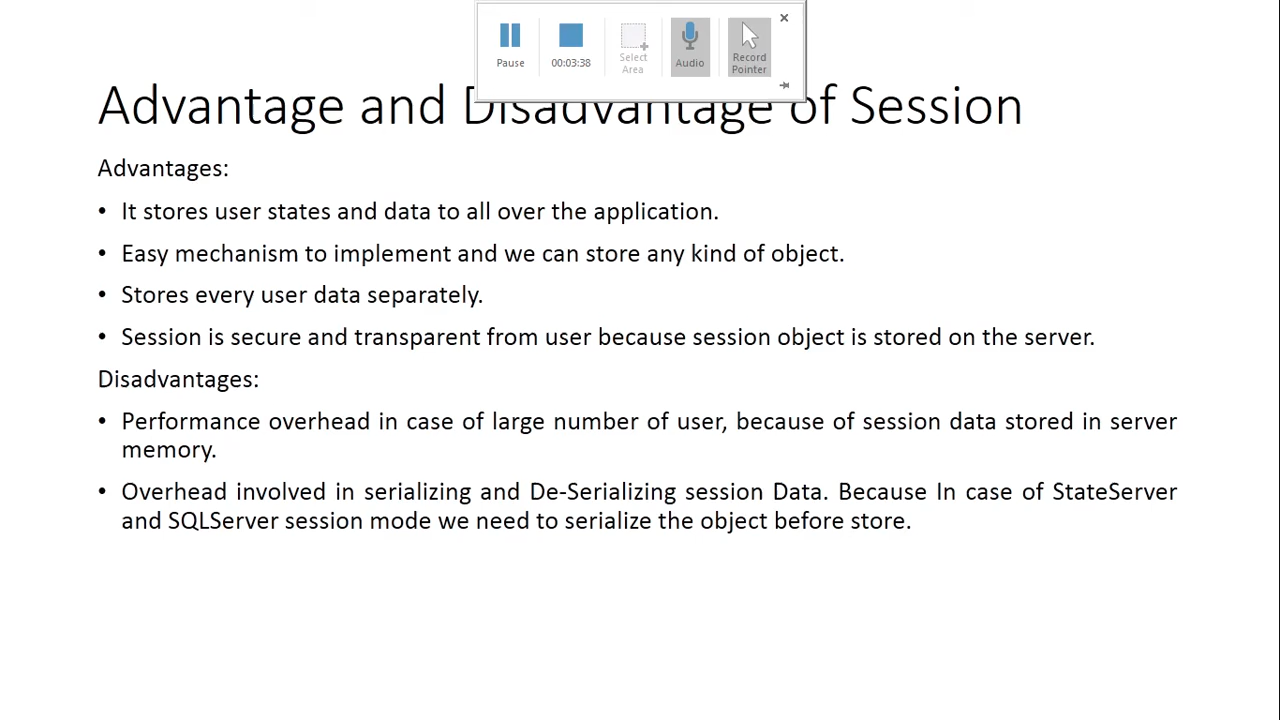 Pause
00:03:38
Select
Area
Audio
Record
Pointer
Advantage and Disadvantage of Session
Advantages:
• It stores user states and data to all over the application.
• Easy mechanism to implement and we can store any kind of object.
• Stores every user data separately.
• Session is secure and transparent from user because session object is stored on the server.
Disadvantages:
• Performance overhead in case of large number of user, because of session data stored in server
memory.
• Overhead involved in serializing and De-Serializing session Data. Because In case of StateServer
and SQLServer session mode we need to serialize the object before store.